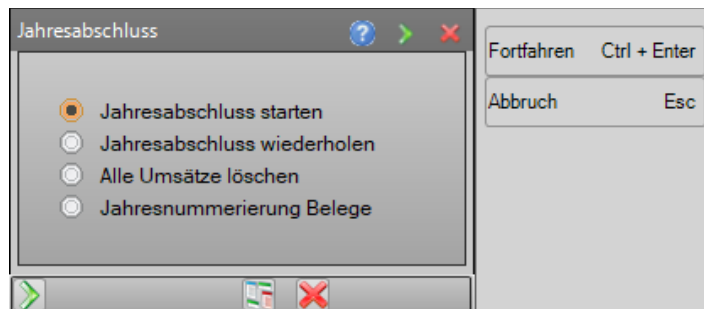 Jahresabschluss
Fortfahren Ctrl + Enter
Abbruch Esc
Jahresabschluss starten
Jahresabschluss wiederholen
Alle Umsätze löschen
Jahresnummerierung Belege